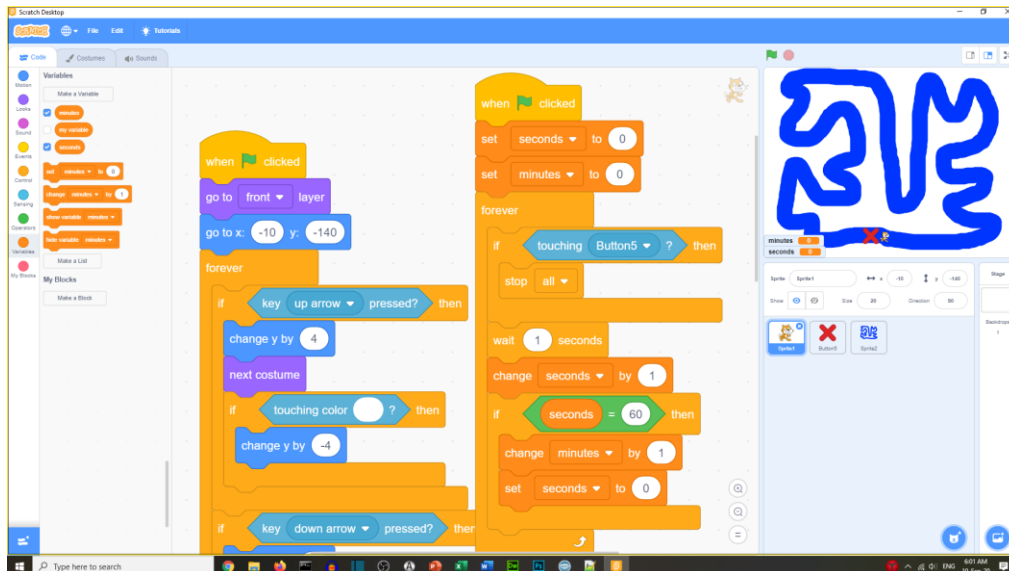 Scratch Desktop
SCRATCH File Edit Tutorials
Code Costumes Sounds
Motion
Looks
Sound
Events
Control
Sensing
Operators
Variables
My Blocks
Variables
Make a Variable
minutes
my variable
seconds
set minutes to 0
change minutes by 1
show variable minutes
hide variable minutes
Make a List
My Blocks
Make a Block
when clicked
go to front layer
go to x: -10 y: -140
forever
if key up arrow pressed? then
change y by 4
next costume
if touching color ? then
change y by -4
if key down arrow pressed? then
when clicked
set seconds to 0
set minutes to 0
forever
if touching Button5 ? then
stop all
wait 1 seconds
change seconds by 1
if seconds = 60 then
change minutes by 1
set seconds to 0
minutes 0
seconds 0
Sprite Sprite1 x -10 y -140
Show Size 20 Direction 90
Sprite1 Button5 Sprite2
Stage
Backdrops
1
Type here to search
ENG
6:01 AM